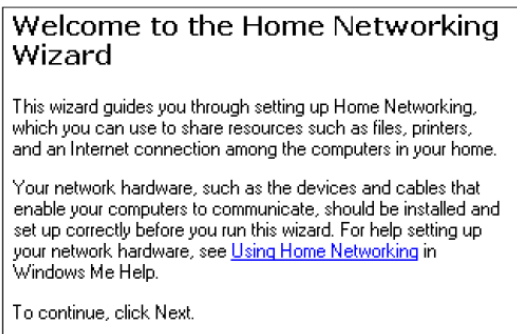 Welcome to the Home Networking
Wizard
This wizard guides you through setting up Home Networking,
which you can use to share resources such as files, printers,
and an Internet connection among the computers in your home.
Your network hardware, such as the devices and cables that
enable your computers to communicate, should be installed and
set up correctly before you run this wizard. For help setting up
your network hardware, see Using Home Networking in
Windows Me Help.
To continue, click Next.